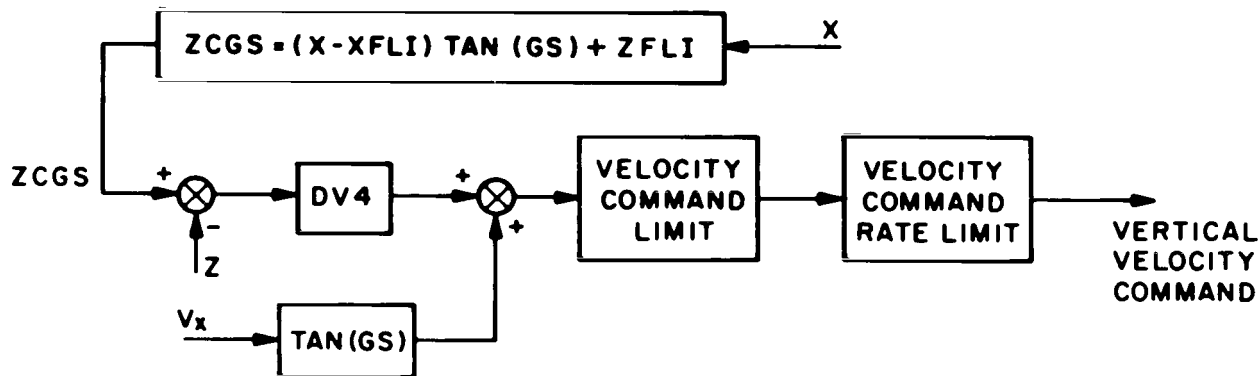 ZCGS = (X-XFLI) TAN (GS) + ZFLI
X
ZCGS
+
-
Z
DV4
+
+
VELOCITY
COMMAND
LIMIT
VELOCITY
COMMAND
RATE LIMIT
VERTICAL
VELOCITY
COMMAND
Vx
TAN(GS)